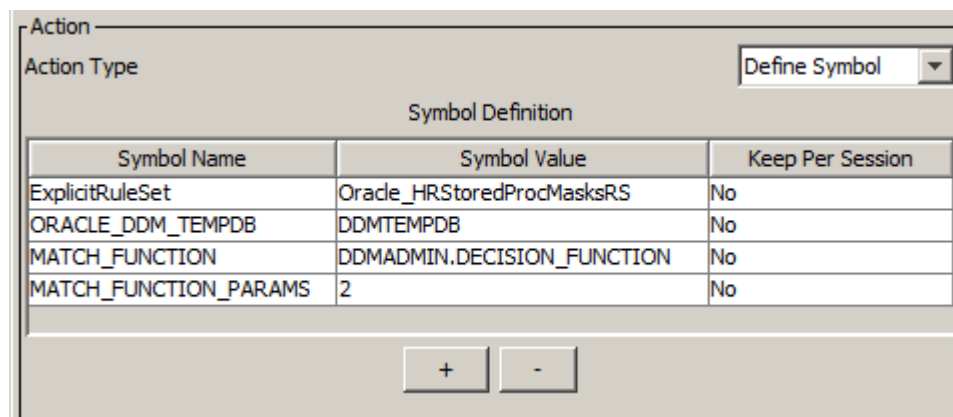 Action
Action Type Define Symbol
Symbol Definition
Symbol Name Symbol Value Keep Per Session
ExplicitRuleSet Oracle_HRStoredProcMasksRS No
ORACLE_DDM_TEMPDB DDMTEMPDB No
MATCH_FUNCTION DDMADMIN.DECISION_FUNCTION No
MATCH_FUNCTION_PARAMS 2 No
+ -